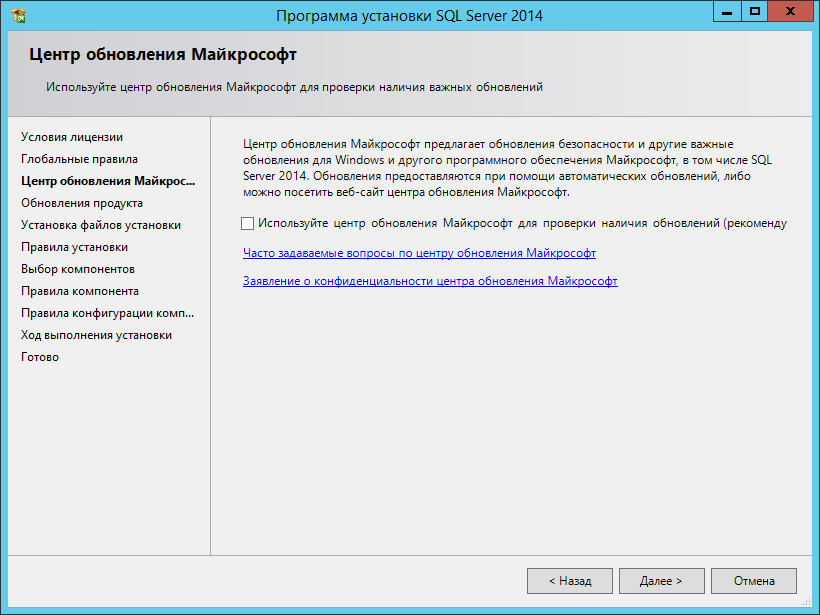 Программа установки SQL Server 2014
Центр обновления Майкрософт
Используйте центр обновления Майкрософт для проверки наличия важных обновлений
Условия лицензии
Глобальные правила
Центр обновления Майкрос...
Обновления продукта
Установка файлов установки
Правила установки
Выбор компонентов
Правила компонента
Правила конфигурации комп...
Ход выполнения установки
Готово
Центр обновления Майкрософт предлагает обновления безопасности и другие важные
обновления для Windows и другого программного обеспечения Майкрософт, в том числе SQL
Server 2014. Обновления предоставляются при помощи автоматических обновлений, либо
можно посетить веб-сайт центра обновления Майкрософт.
Используйте центр обновления Майкрософт для проверки наличия обновлений (рекоменду
Часто задаваемые вопросы по центру обновления Майкрософт
Заявление о конфиденциальности центра обновления Майкрософт
< Назад
Далее >
Отмена